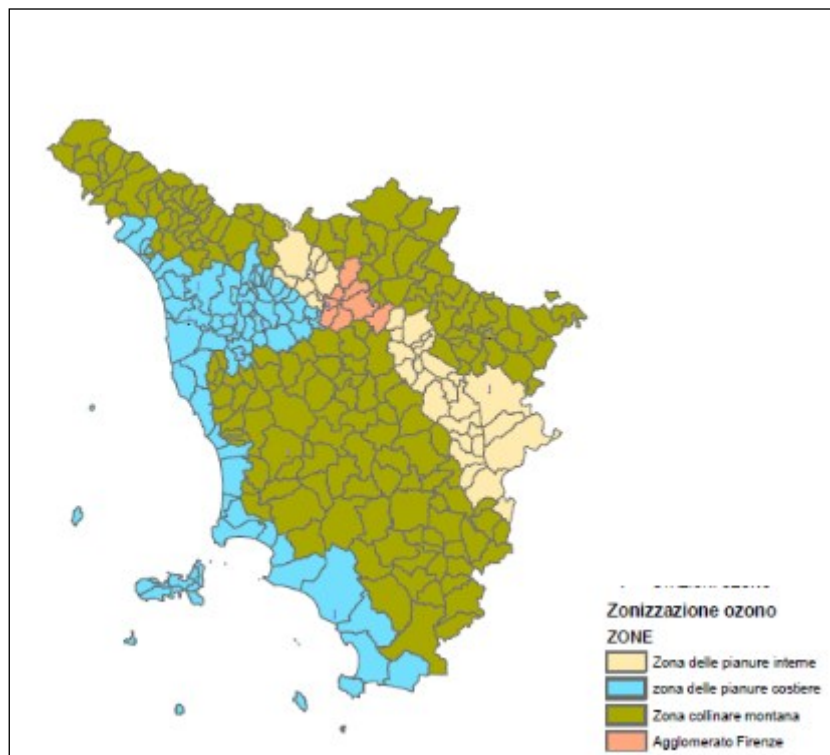 Zonizzazione ozono
ZONE
Zona delle pianure interne
zona delle pianure costiere
Zona collinare montana
Agglomerato Firenze